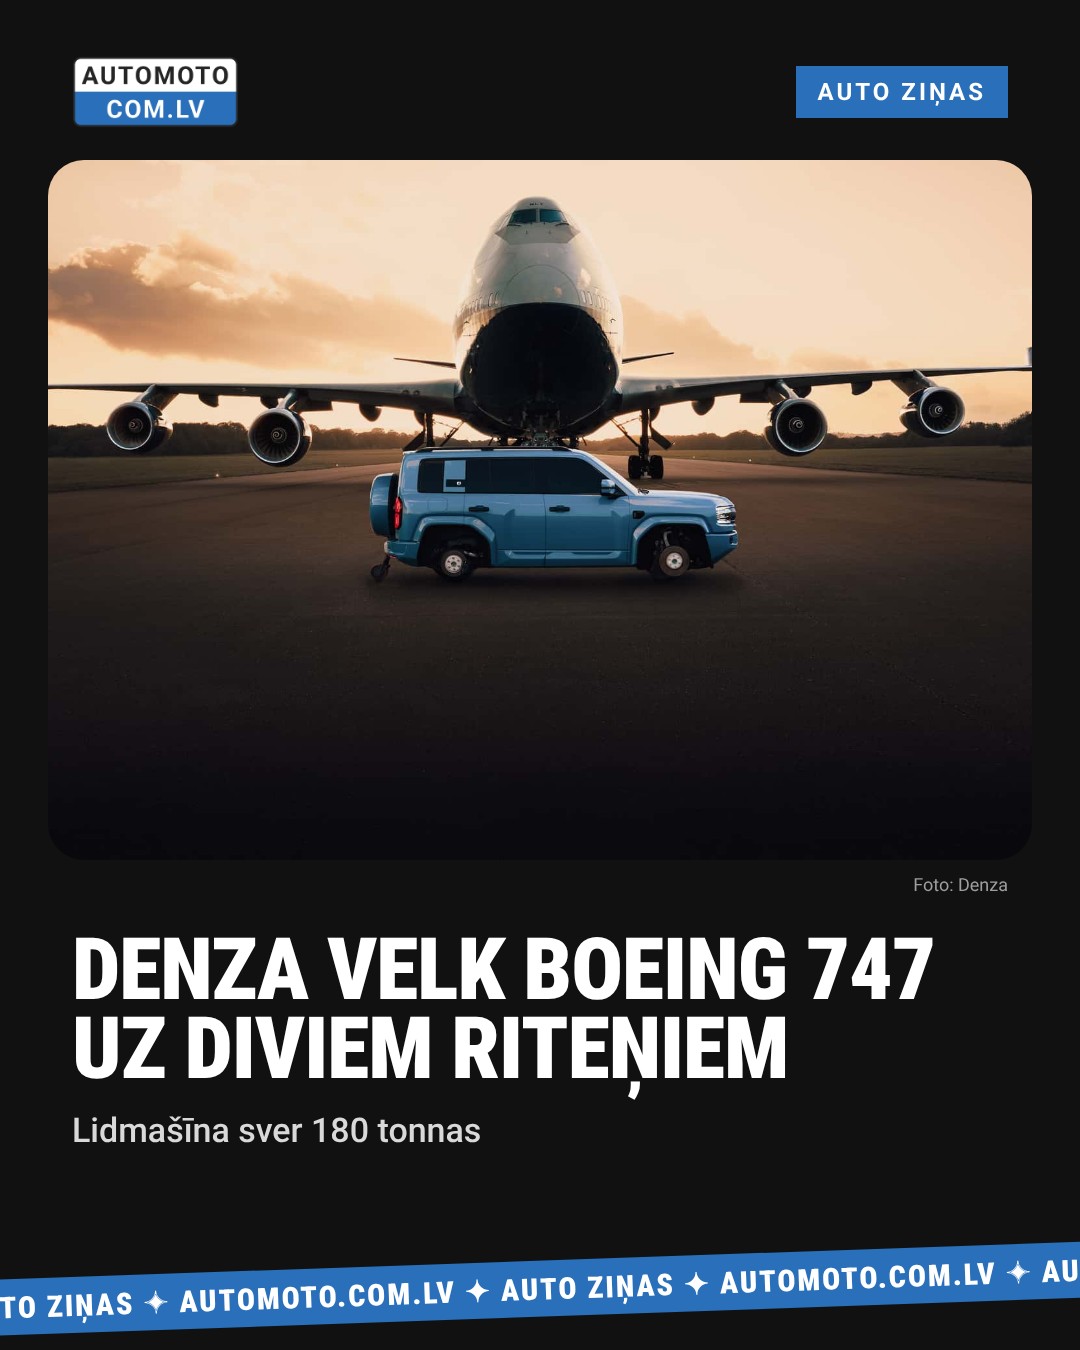 AUTOMOTO
COM.LV
AUTO ZIŅAS
Foto: Denza
DENZA VELK BOEING 747
UZ DIVIEM RITEŅIEM
Lidmašīna sver 180 tonnas
TO ZIŅAS ✦ AUTOMOTO.COM.LV ✦ AUTO ZIŅAS ✦ AUTOMOTO.COM.LV ✦ AU